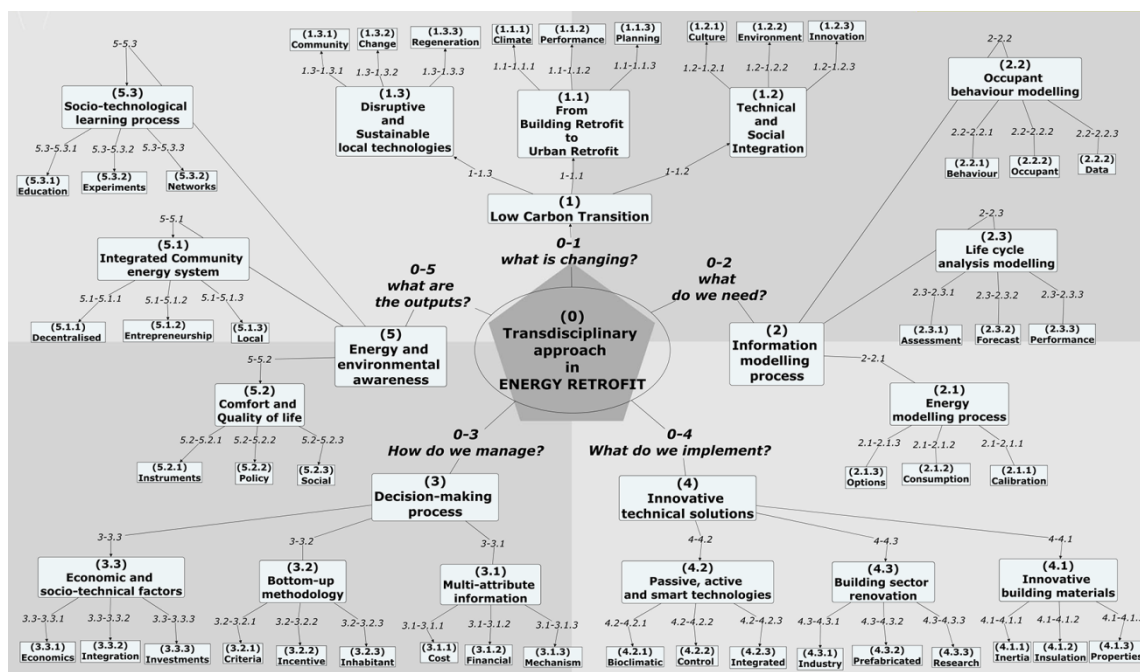 (1.3.1)
Community
(1.3.2)
Change
(1.3.3)
Regeneration
(1.1.1)
Climate
(1.1.2)
Performance
(1.1.3)
Planning
(1.2.1)
Culture
(1.2.2)
Environment
(1.2.3)
Innovation
1.3-1.3.1
1.3-1.3.2
1.3-1.3.3
1.1-1.1.1
1.1-1.1.2
1.1-1.1.3
1.2-1.2.1
1.2-1.2.2
1.2-1.2.3
(1.3)
Disruptive
and
Sustainable
local technologies
(1.1)
From
Building Retrofit
to
Urban Retrofit
(1.2)
Technical
and
Social
Integration
1-1.3
1-1.1
1-1.2
(1)
Low Carbon Transition
0-1
what is changing?
5-5.3
(5.3)
Socio-technological
learning process
5.3-5.3.1
5.3-5.3.2
5.3-5.3.3
(5.3.1)
Education
(5.3.2)
Experiments
(5.3.2)
Networks
5-5.1
(5.1)
Integrated Community
energy system
5.1-5.1.1
5.1-5.1.2
5.1-5.1.3
(5.1.1)
Decentralised
(5.1.2)
Entrepreneurship
(5.1.3)
Local
0-5
what are
the outputs?
(5)
Energy and
environmental
awareness
5-5.2
(5.2)
Comfort and
Quality of life
5.2-5.2.1
5.2-5.2.2
5.2-5.2.3
(5.2.1)
Instruments
(5.2.2)
Policy
(5.2.3)
Social
(0)
Transdisciplinary
approach
in
ENERGY RETROFIT
0-2
what
do we need?
(2)
Information
modelling
process
2-2.2
(2.2)
Occupant
behaviour modelling
2.2-2.2.1
2.2-2.2.2
2.2-2.2.3
(2.2.1)
Behaviour
(2.2.2)
Occupant
(2.2.2)
Data
2-2.3
(2.3)
Life cycle
analysis modelling
2.3-2.3.1
2.3-2.3.2
2.3-2.3.3
(2.3.1)
Assessment
(2.3.2)
Forecast
(2.3.3)
Performance
2-2.1
(2.1)
Energy
modelling process
2.1-2.1.3
2.1-2.1.2
2.1-2.1.1
(2.1.3)
Options
(2.1.2)
Consumption
(2.1.1)
Calibration
0-3
How do we manage?
(3)
Decision-making
process
3-3.3
3-3.2
3-3.1
(3.3)
Economic and
socio-technical factors
(3.2)
Bottom-up
methodology
(3.1)
Multi-attribute
information
3.3-3.3.1
3.3-3.3.2
3.3-3.3.3
3.2-3.2.1
3.2-3.2.2
3.2-3.2.3
3.1-3.1.1
3.1-3.1.2
3.1-3.1.3
(3.3.1)
Economics
(3.3.2)
Integration
(3.3.3)
Investments
(3.2.1)
Criteria
(3.2.2)
Incentive
(3.2.3)
Inhabitant
(3.1.1)
Cost
(3.1.2)
Financial
(3.1.3)
Mechanism
0-4
What do we implement?
(4)
Innovative
technical solutions
4-4.2
4-4.3
4-4.1
(4.2)
Passive, active
and smart technologies
(4.3)
Building sector
renovation
(4.1)
Innovative
building materials
4.2-4.2.1
4.2-4.2.2
4.2-4.2.3
4.3-4.3.1
4.3-4.3.2
4.3-4.3.3
4.1-4.1.1
4.1-4.1.2
4.1-4.1.3
(4.2.1)
Bioclimatic
(4.2.2)
Control
(4.2.3)
Integrated
(4.3.1)
Industry
(4.3.2)
Prefabricated
(4.3.3)
Research
(4.1.1)
Inertia
(4.1.2)
Insulation
(4.1.3)
Properties